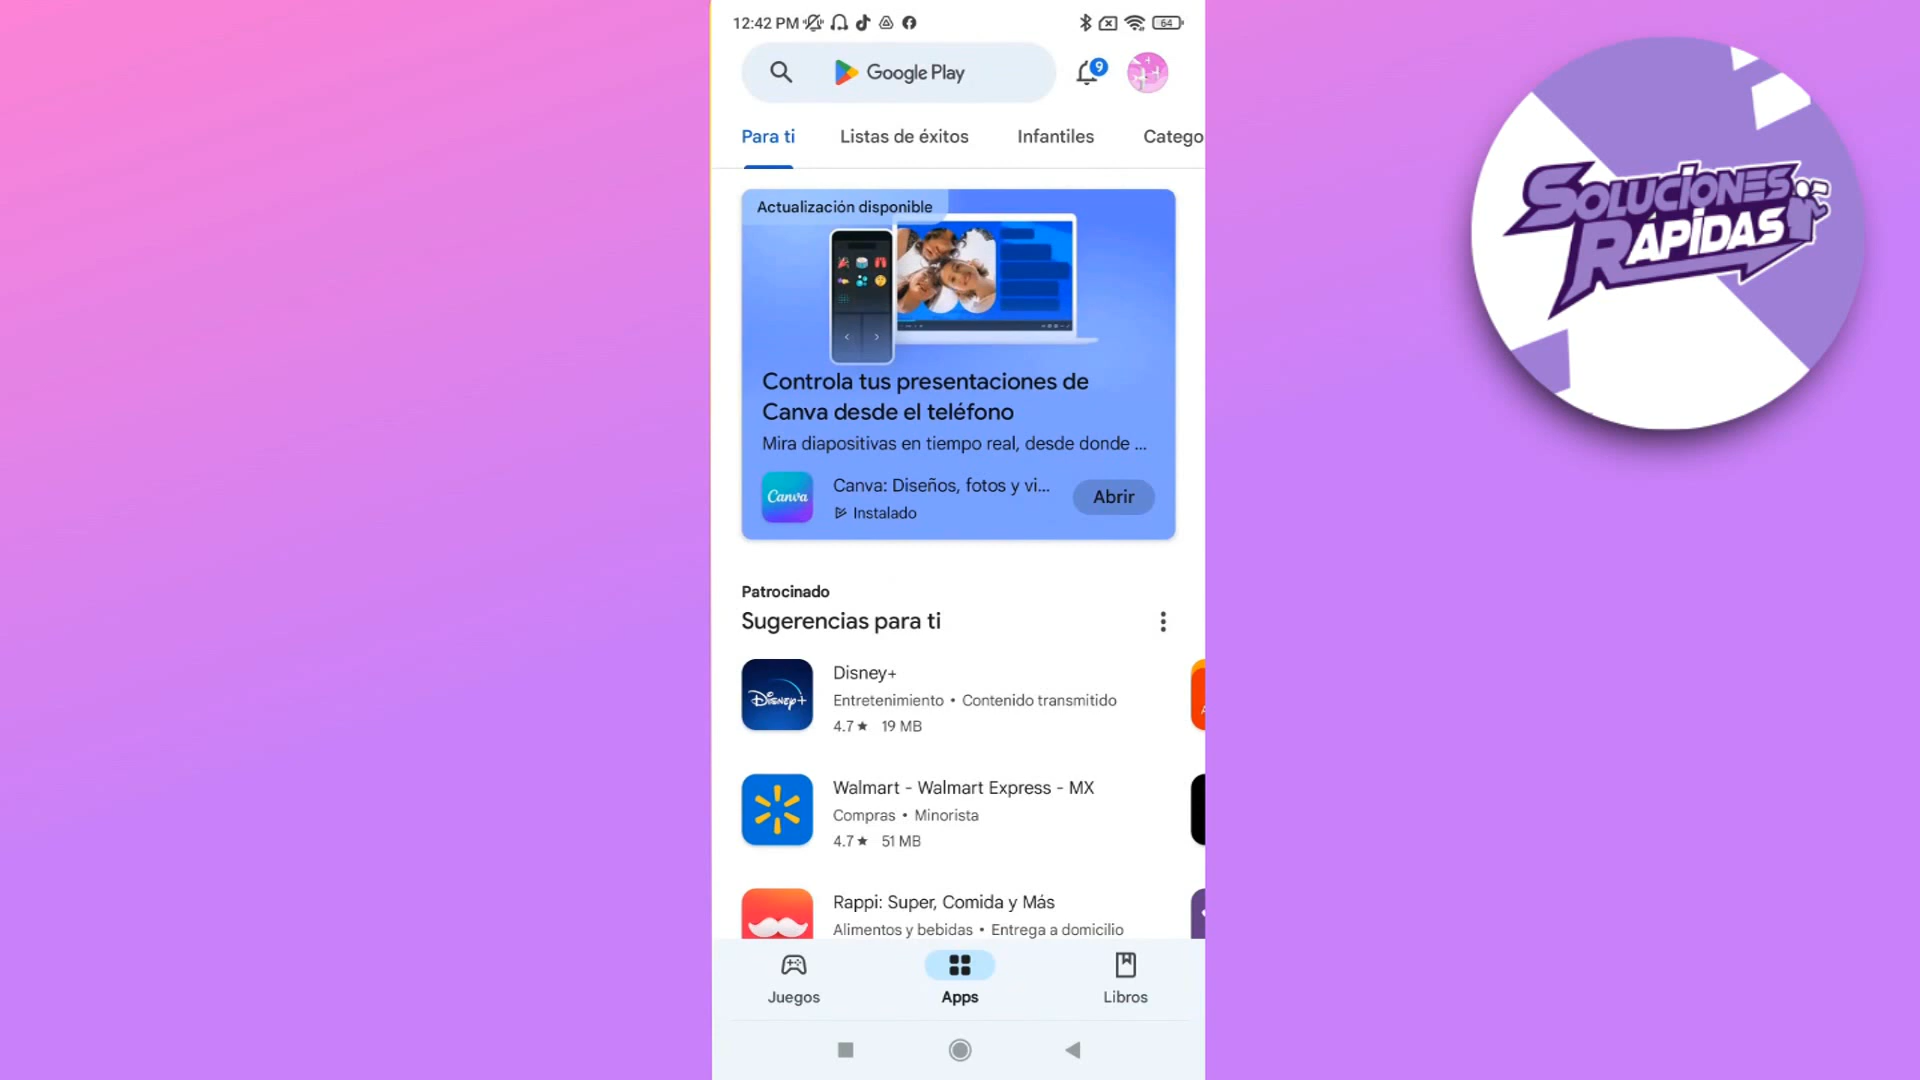 12:42 PM
64
Google Play
9
Para ti
Listas de éxitos
Infantiles
Catego
Actualización disponible
Controla tus presentaciones de
Canva desde el teléfono
Mira diapositivas en tiempo real, desde donde ...
Canva
Canva: Diseños, fotos y vi...
Instalado
Abrir
Patrocinado
Sugerencias para ti
Disney+
Disney+
Entretenimiento • Contenido transmitido
4.7★ 19 MB
Walmart - Walmart Express - MX
Compras • Minorista
4.7★ 51 MB
Rappi: Super, Comida y Más
Alimentos y bebidas • Entrega a domicilio
Juegos
Apps
Libros
SOLUCIONES
RÁPIDAS